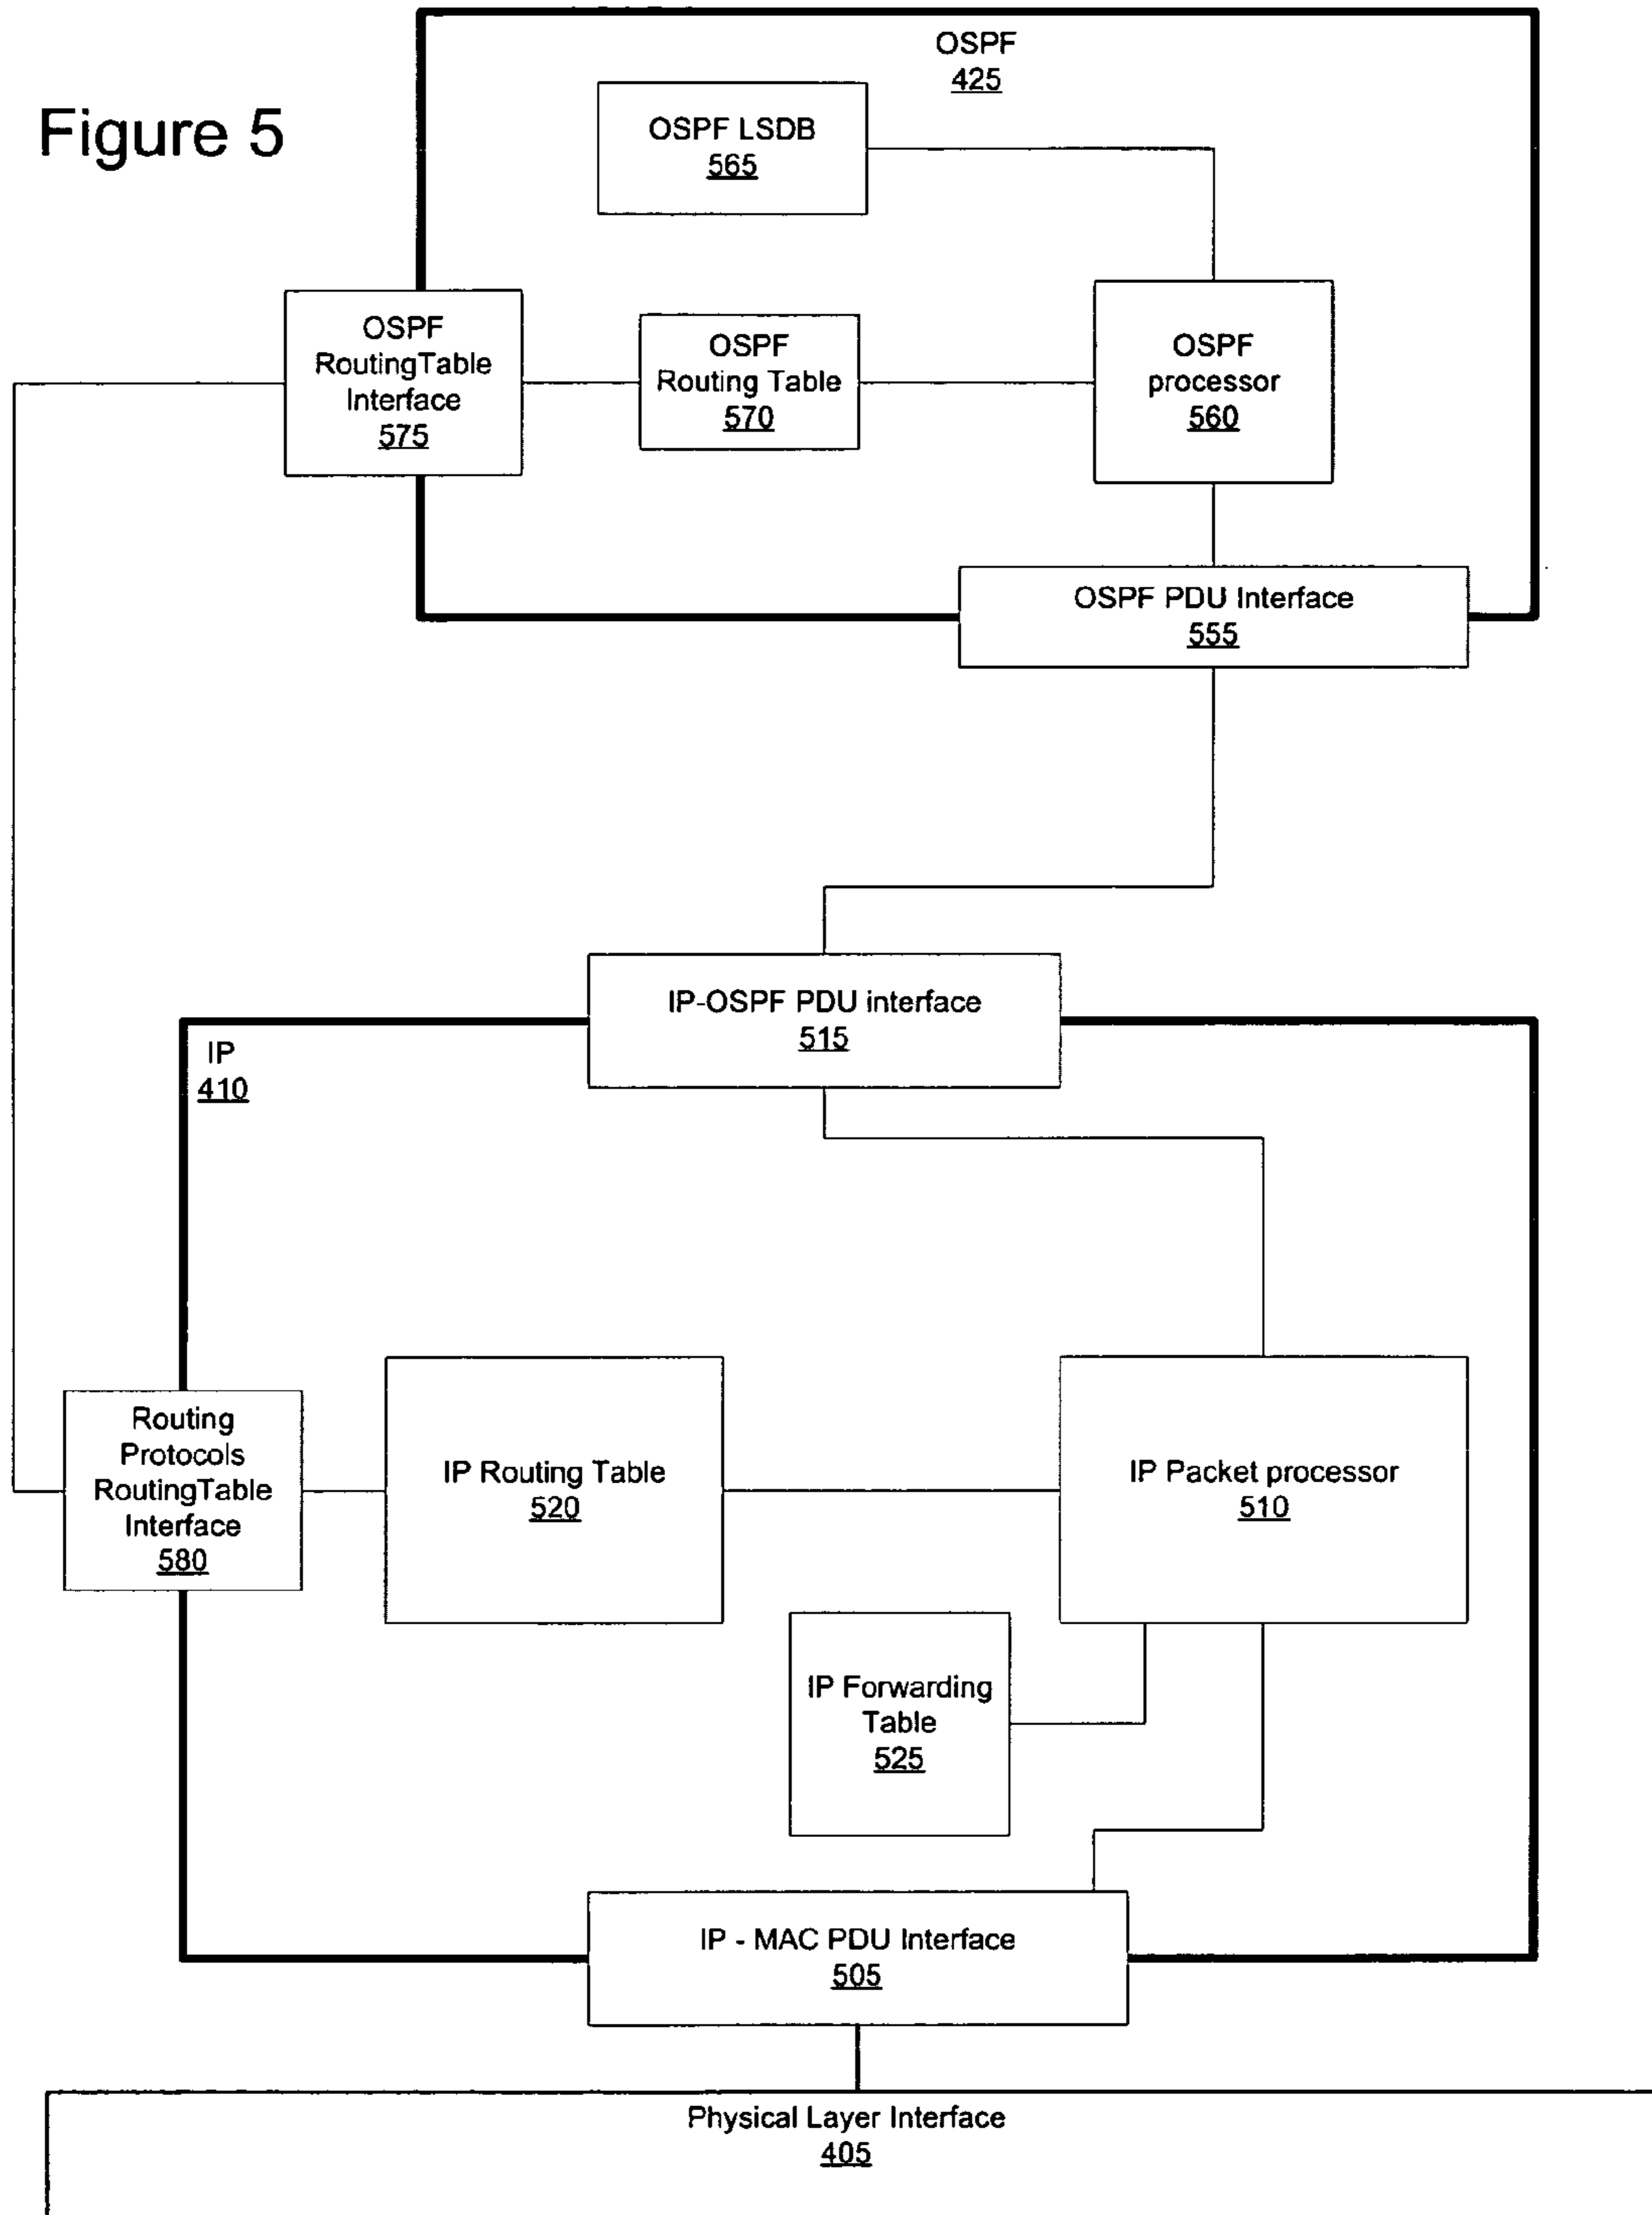 Figure 5
OSPF
425
OSPF LSDB
565
OSPF
RoutingTable
Interface
575
OSPF
Routing Table
570
OSPF
processor
560
OSPF PDU Interface
555
IP-OSPF PDU interface
515
IP
410
Routing
Protocols
RoutingTable
Interface
580
IP Routing Table
520
IP Packet processor
510
IP Forwarding
Table
525
IP - MAC PDU Interface
505
Physical Layer Interface
405